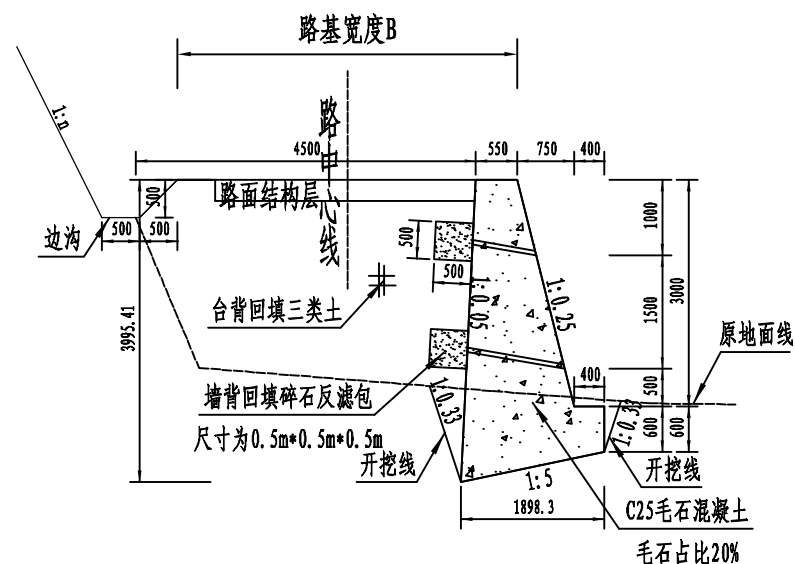 路基宽度B
1:n
路中心线
4500
550
750
400
500
路面结构层
1000
边沟
500
500
500
500
1:0.05
1:0.25
3000
台背回填三类土
1500
3995.41
原地面线
400
500
墙背回填碎石反滤包
尺寸为0.5m*0.5m*0.5m
1:0.33
1:0.33
600
600
开挖线
开挖线
1:5
1898.3
C25毛石混凝土
毛石占比20%